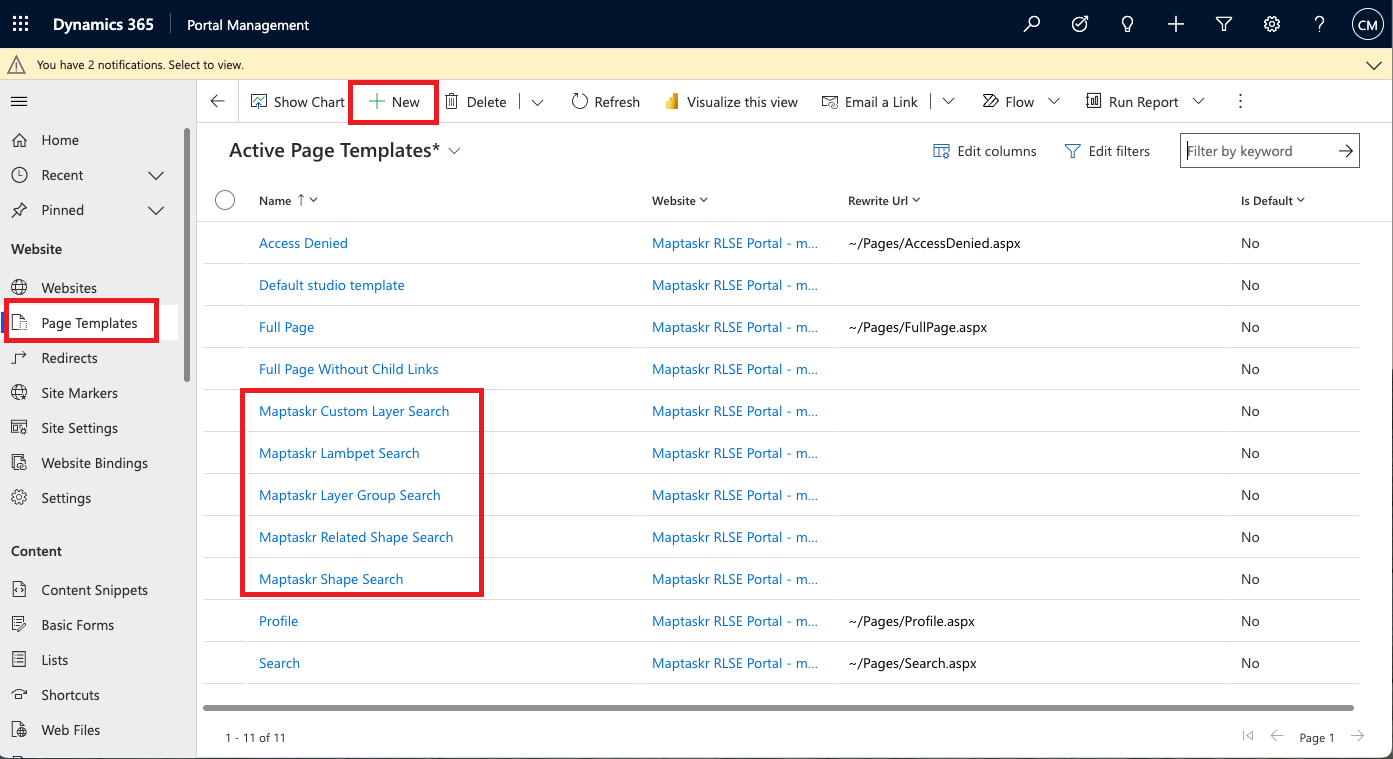 Dynamics 365 Portal Management CM
You have 2 notifications. Select to view.
Show Chart New Delete Refresh Visualize this view Email a Link Flow Run Report
Home
Recent
Pinned
Website
Websites
Page Templates
Redirects
Site Markers
Site Settings
Website Bindings
Settings
Content
Content Snippets
Basic Forms
Lists
Shortcuts
Web Files
Active Page Templates* Edit columns Edit filters Filter by keyword
Name Website Rewrite Url Is Default
Access Denied Maptaskr RLSE Portal - m... ~/Pages/AccessDenied.aspx No
Default studio template Maptaskr RLSE Portal - m... No
Full Page Maptaskr RLSE Portal - m... ~/Pages/FullPage.aspx No
Full Page Without Child Links Maptaskr RLSE Portal - m... No
Maptaskr Custom Layer Search Maptaskr RLSE Portal - m... No
Maptaskr Lambpet Search Maptaskr RLSE Portal - m... No
Maptaskr Layer Group Search Maptaskr RLSE Portal - m... No
Maptaskr Related Shape Search Maptaskr RLSE Portal - m... No
Maptaskr Shape Search Maptaskr RLSE Portal - m... No
Profile Maptaskr RLSE Portal - m... ~/Pages/Profile.aspx No
Search Maptaskr RLSE Portal - m... ~/Pages/Search.aspx No
1 - 11 of 11 Page 1